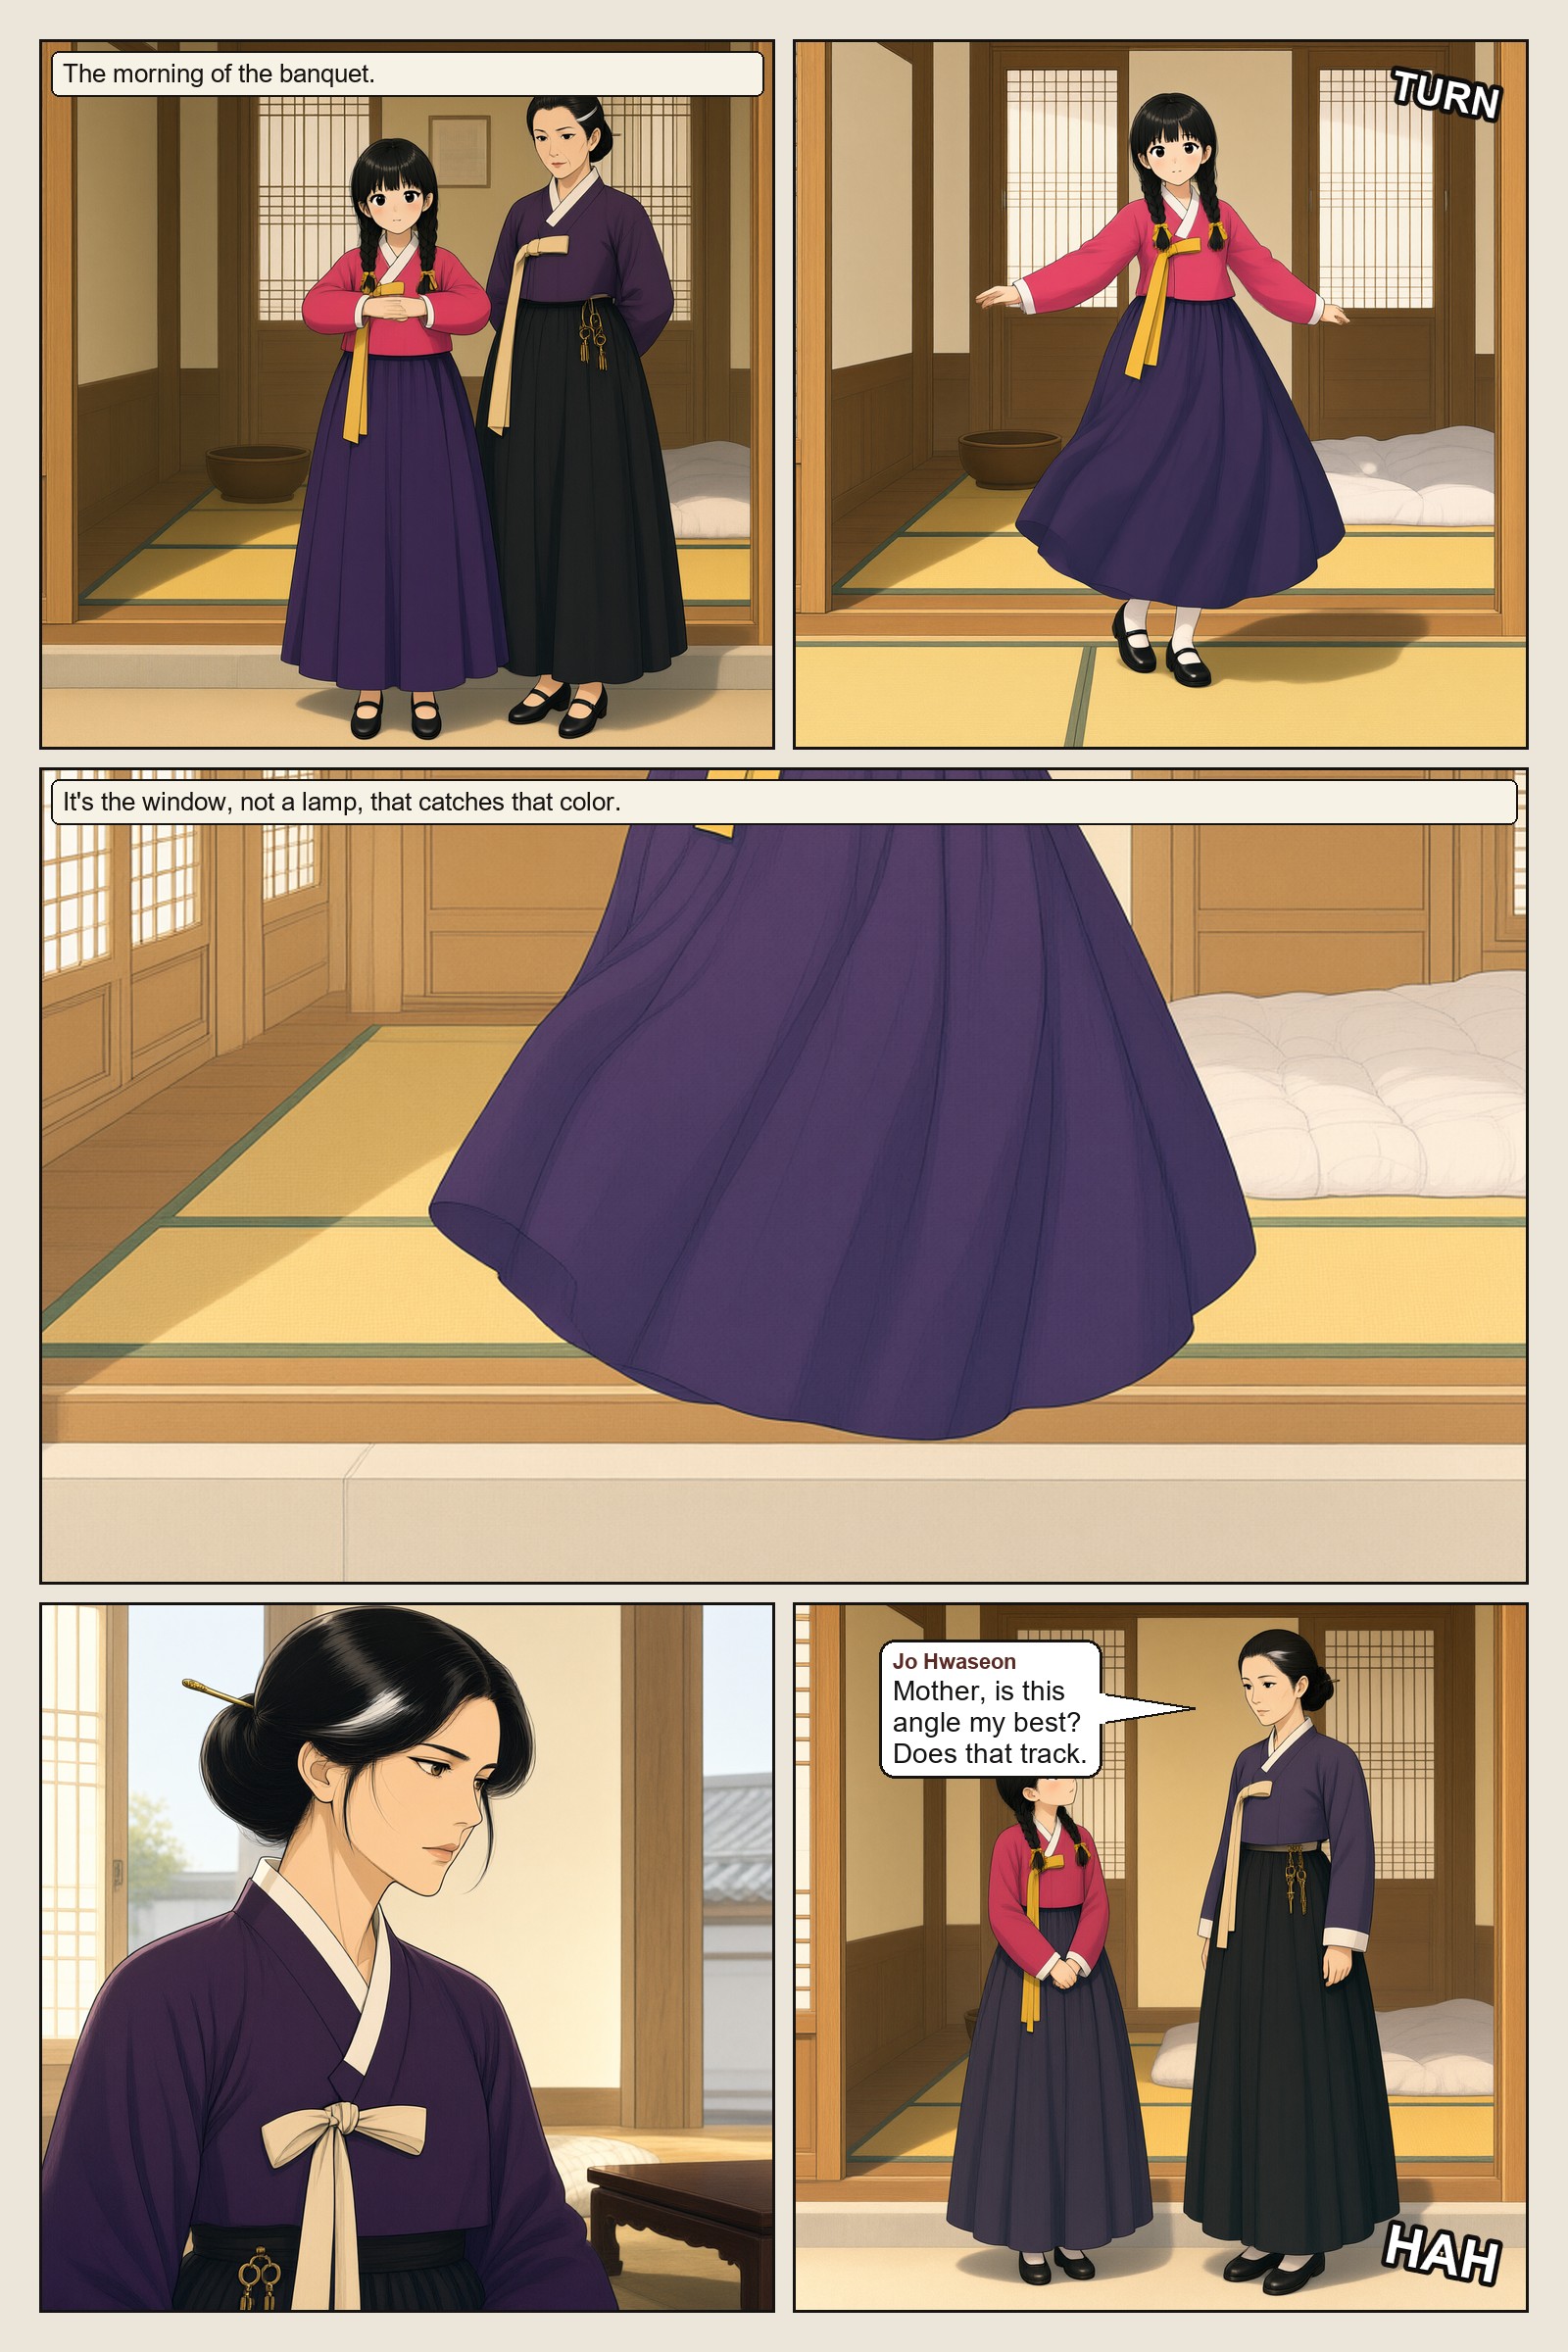 The morning of the banquet.
TURN
It's the window, not a lamp, that catches that color.
Jo Hwaseon
Mother, is this
angle my best?
Does that track.
HAH